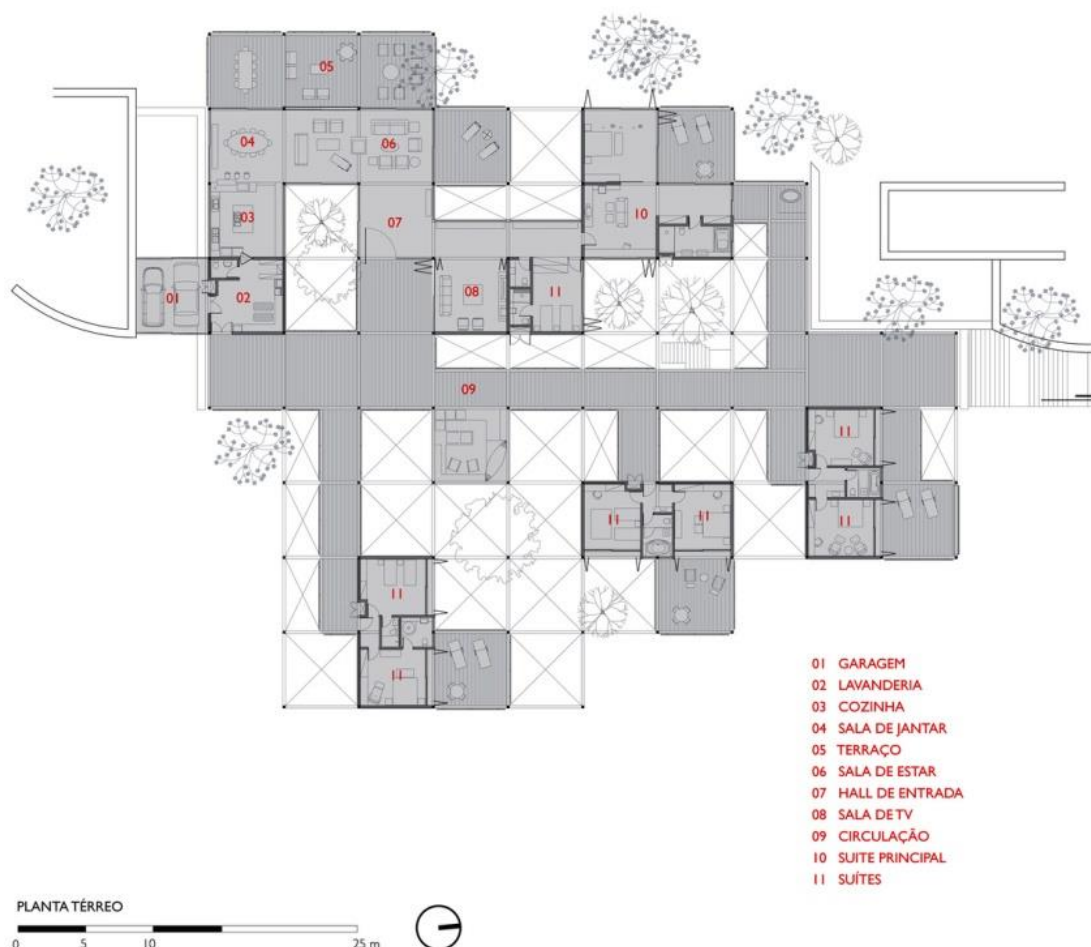 05
04
06
03
07
10
01
02
08
11
09
11
11
11
11
11
11
01 GARAGEM
02 LAVANDERIA
03 COZINHA
04 SALA DE JANTAR
05 TERRAÇO
06 SALA DE ESTAR
07 HALL DE ENTRADA
08 SALA DE TV
09 CIRCULAÇÃO
10 SUITE PRINCIPAL
11 SUÍTES
PLANTA TÉRREO
0 5 10 25 m